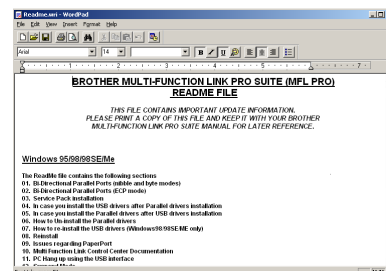 Readme.wri - WordPad
File Edit View Insert Format Help
Arial 14
1 2 3 4 5 6 7
BROTHER MULTI-FUNCTION LINK PRO SUITE (MFL PRO)
README FILE
THIS FILE CONTAINS IMPORTANT UPDATE INFORMATION.
PLEASE PRINT A COPY OF THIS FILE AND KEEP IT WITH YOUR BROTHER
MULTI-FUNCTION LINK PRO SUITE MANUAL FOR LATER REFERENCE.
Windows 95/98/98SE/Me
The ReadMe file contains the following sections
01. Bi-Directional Parallel Ports (nibble and byte modes)
02. Bi-Directional Parallel Ports (ECP mode)
03. Service Pack installation
04. In case you install the USB drivers after Parallel drivers installation
05. In case you install the Parallel drivers after USB drivers installation
06. How to Un-install the Parallel drivers
07. How to re-install the USB drivers (Windows98/98SE/ME only)
08. Reinstall
09. Issues regarding PaperPort
10. Multi Function Link Control Center Documentation
11. PC Hang up using the USB interface